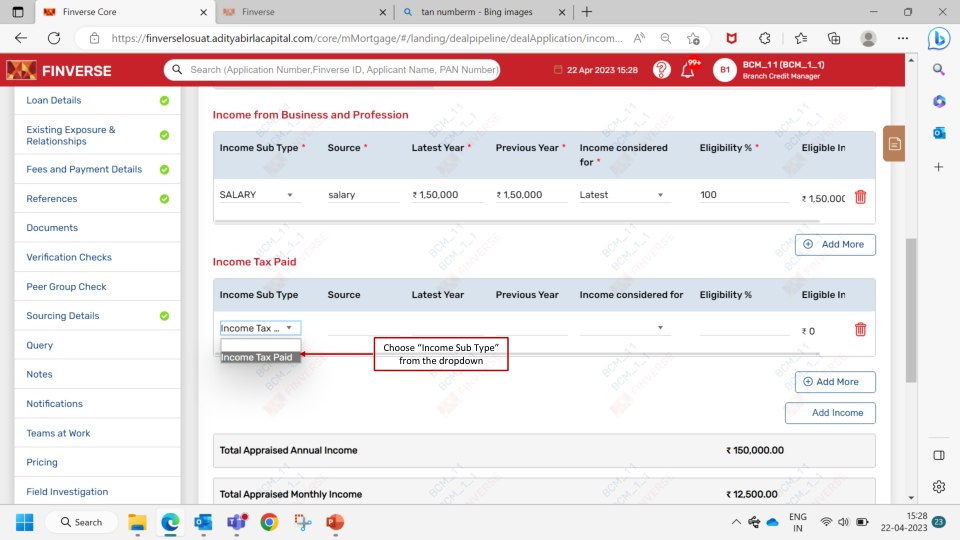 Finverse Core
Finverse
tan numberm - Bing images
https://finverselosuat.adityabirlacapital.com/core/mMortgage/#/landing/dealpipeline/dealApplication/incom...
FINVERSE
Search (Application Number,Finverse ID, Applicant Name, PAN Number)
22 Apr 2023 15:28
99+
B1
BCM_11 (BCM_1_1)
Branch Credit Manager
Loan Details
Existing Exposure &
Relationships
Fees and Payment Details
References
Documents
Verification Checks
Peer Group Check
Sourcing Details
Query
Notes
Notifications
Teams at Work
Pricing
Field Investigation
Income from Business and Profession
Income Sub Type * Source * Latest Year * Previous Year * Income considered for * Eligibility % * Eligible In
SALARY salary ₹ 1,50,000 ₹ 1,50,000 Latest 100 ₹ 1,50,000
Add More
Income Tax Paid
Income Sub Type Source Latest Year Previous Year Income considered for Eligibility % Eligible In
Income Tax ... ₹ 0
Income Tax Paid
Choose “Income Sub Type”
from the dropdown
Add More
Add Income
Total Appraised Annual Income ₹ 150,000.00
Total Appraised Monthly Income ₹ 12,500.00
BCM_11
BCM_1_1
FINVERSE
Search
ENG
IN
15:28
22-04-2023
23